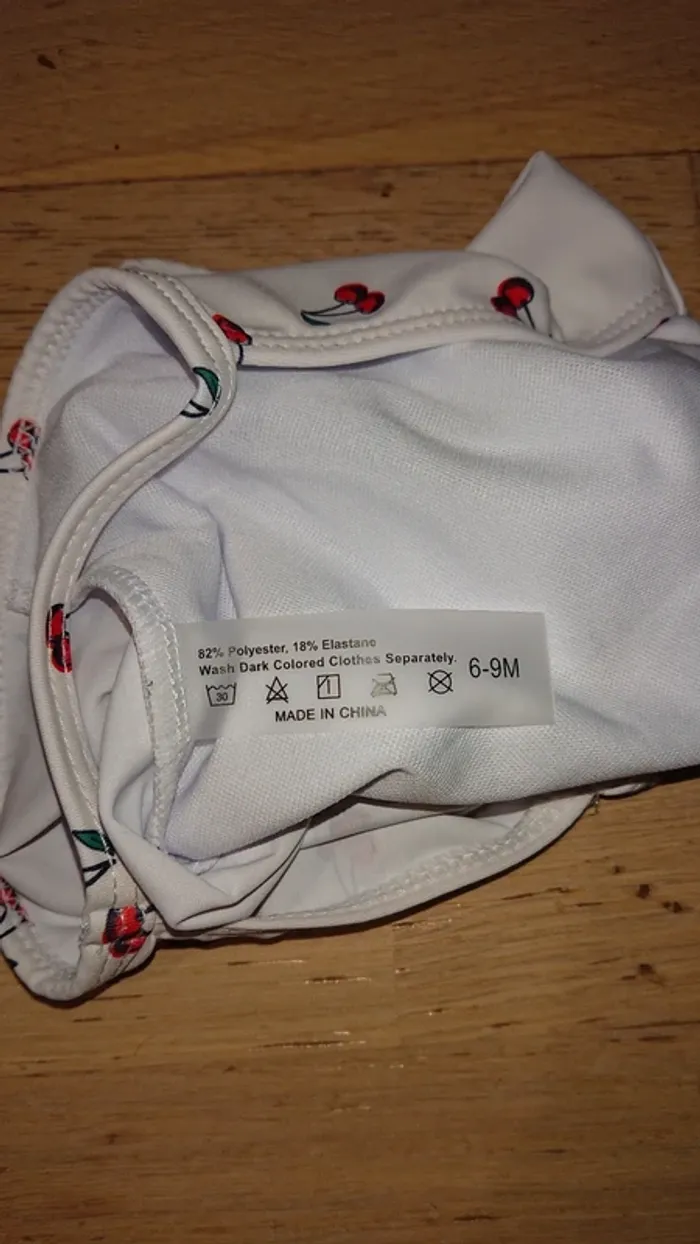 82% Polyester, 18% Elastane
Wash Dark Colored Clothes Separately.
30
6-9M
MADE IN CHINA